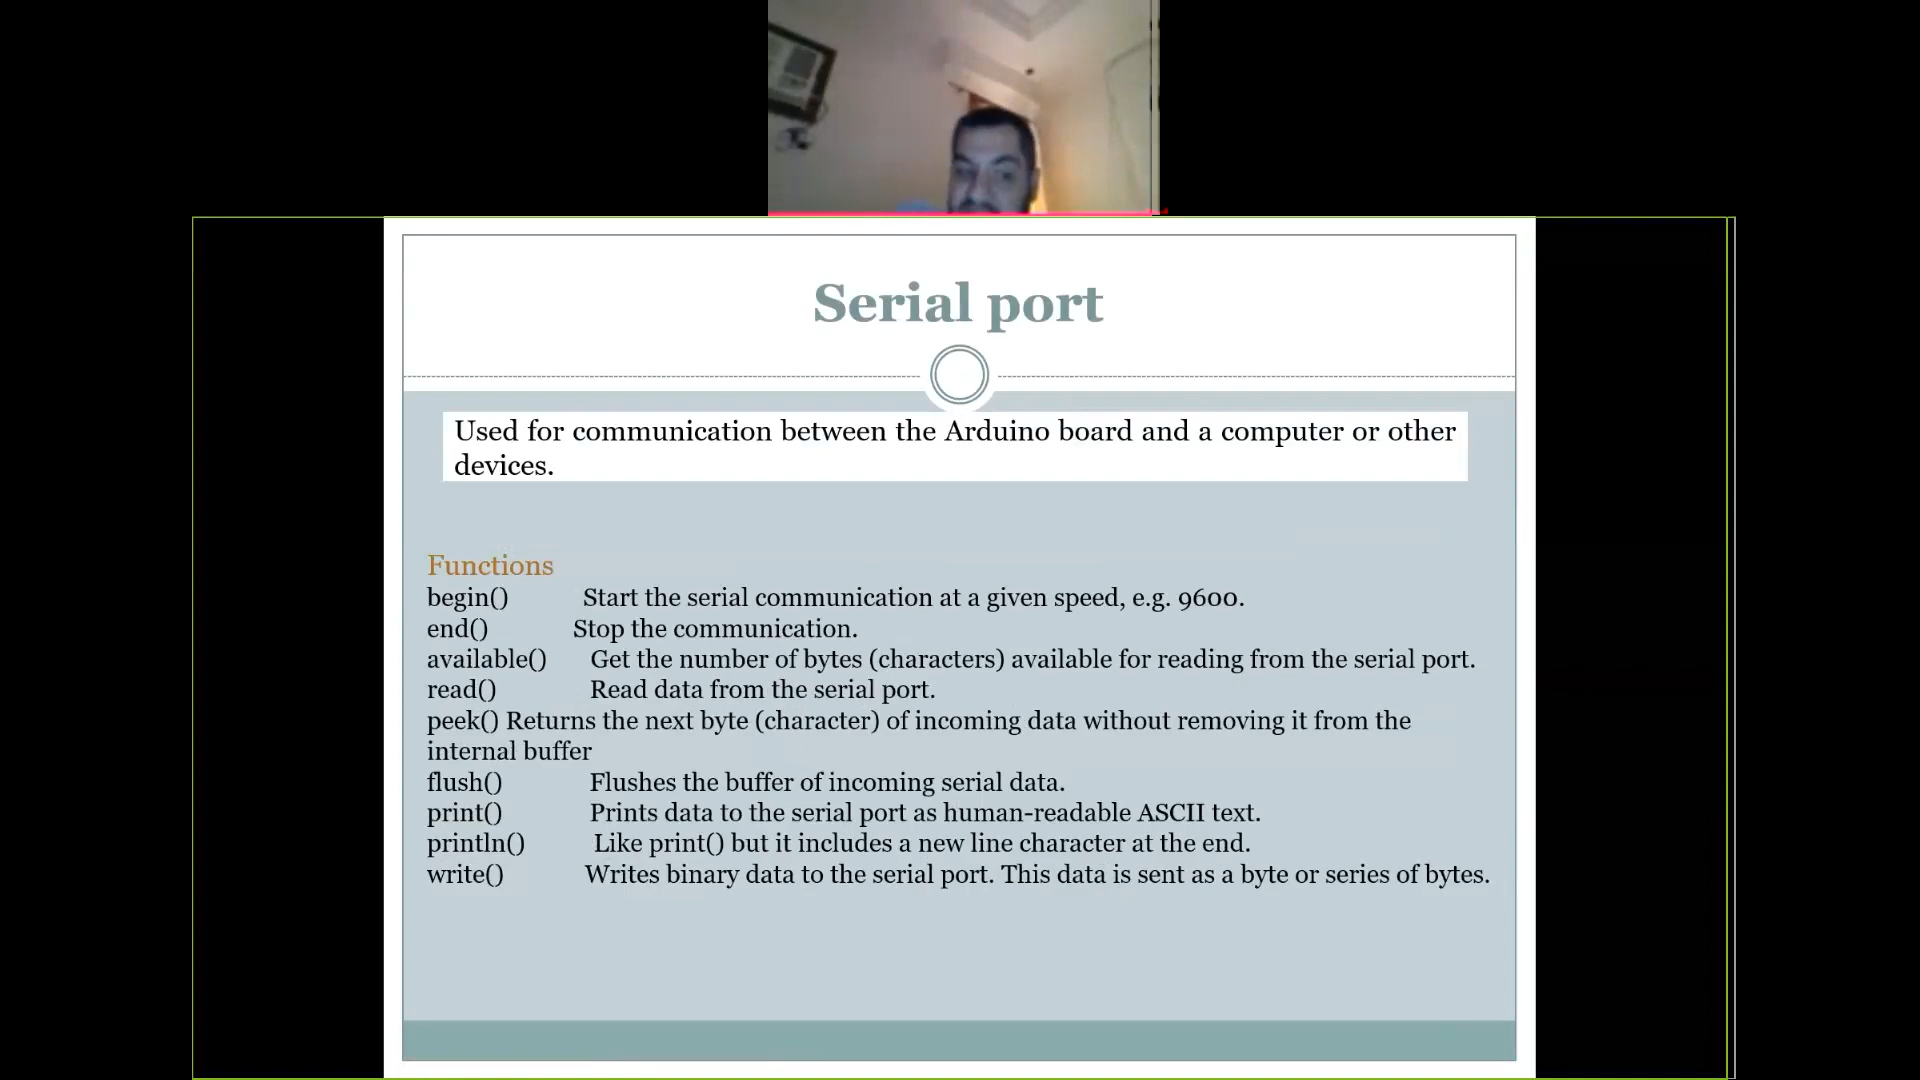 Serial port
Used for communication between the Arduino board and a computer or other
devices.
Functions
begin() Start the serial communication at a given speed, e.g. 9600.
end() Stop the communication.
available() Get the number of bytes (characters) available for reading from the serial port.
read() Read data from the serial port.
peek() Returns the next byte (character) of incoming data without removing it from the
internal buffer
flush() Flushes the buffer of incoming serial data.
print() Prints data to the serial port as human-readable ASCII text.
println() Like print() but it includes a new line character at the end.
write() Writes binary data to the serial port. This data is sent as a byte or series of bytes.